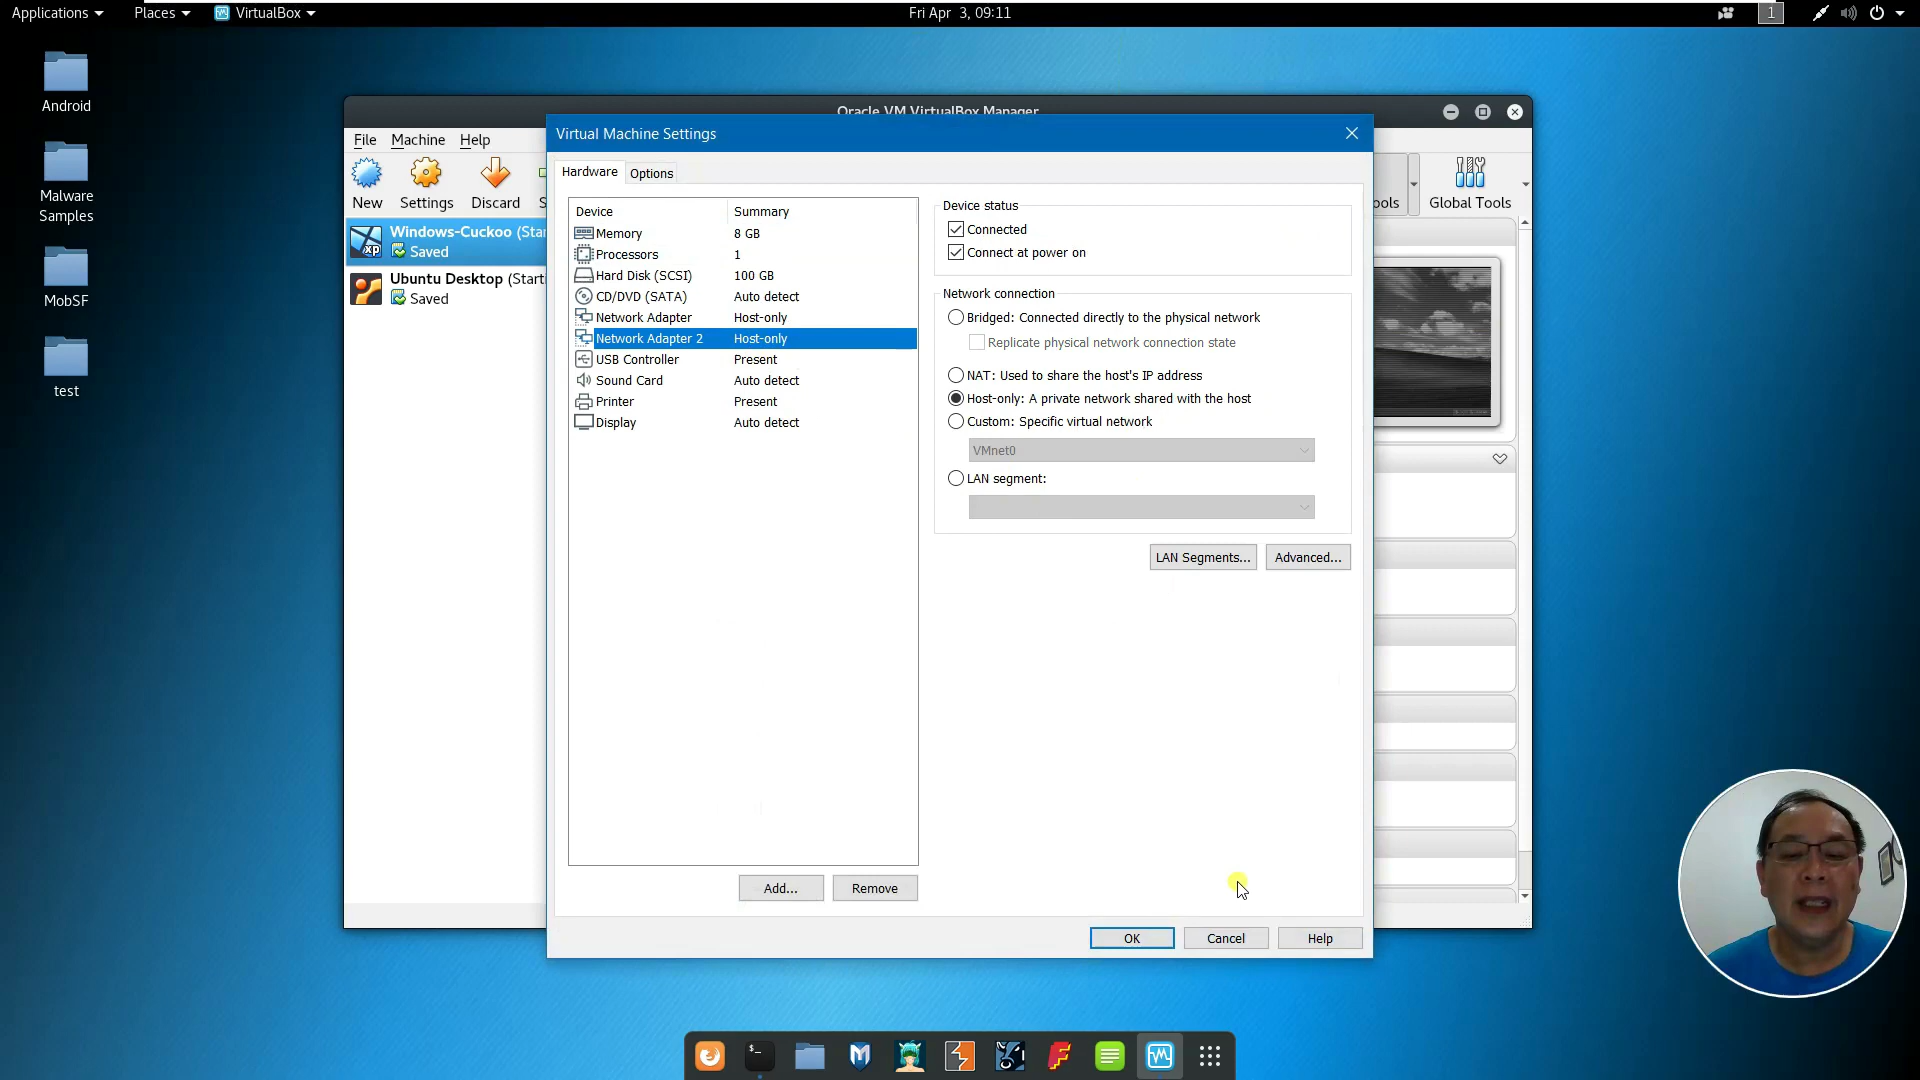 Applications Places VirtualBox Fri Apr 3, 09:11 1
Android
Malware
Samples
MobSF
test
Oracle VM VirtualBox Manager
File Machine Help
New Settings Discard S
ools Global Tools
Windows-Cuckoo (Star
Saved
Ubuntu Desktop (Starti
Saved
xp
Virtual Machine Settings
Hardware Options
Device Summary
Memory 8 GB
Processors 1
Hard Disk (SCSI) 100 GB
CD/DVD (SATA) Auto detect
Network Adapter Host-only
Network Adapter 2 Host-only
USB Controller Present
Sound Card Auto detect
Printer Present
Display Auto detect
Add... Remove
Device status
Connected
Connect at power on
Network connection
Bridged: Connected directly to the physical network
Replicate physical network connection state
NAT: Used to share the host's IP address
Host-only: A private network shared with the host
Custom: Specific virtual network
VMnet0
LAN segment:
LAN Segments... Advanced...
OK Cancel Help